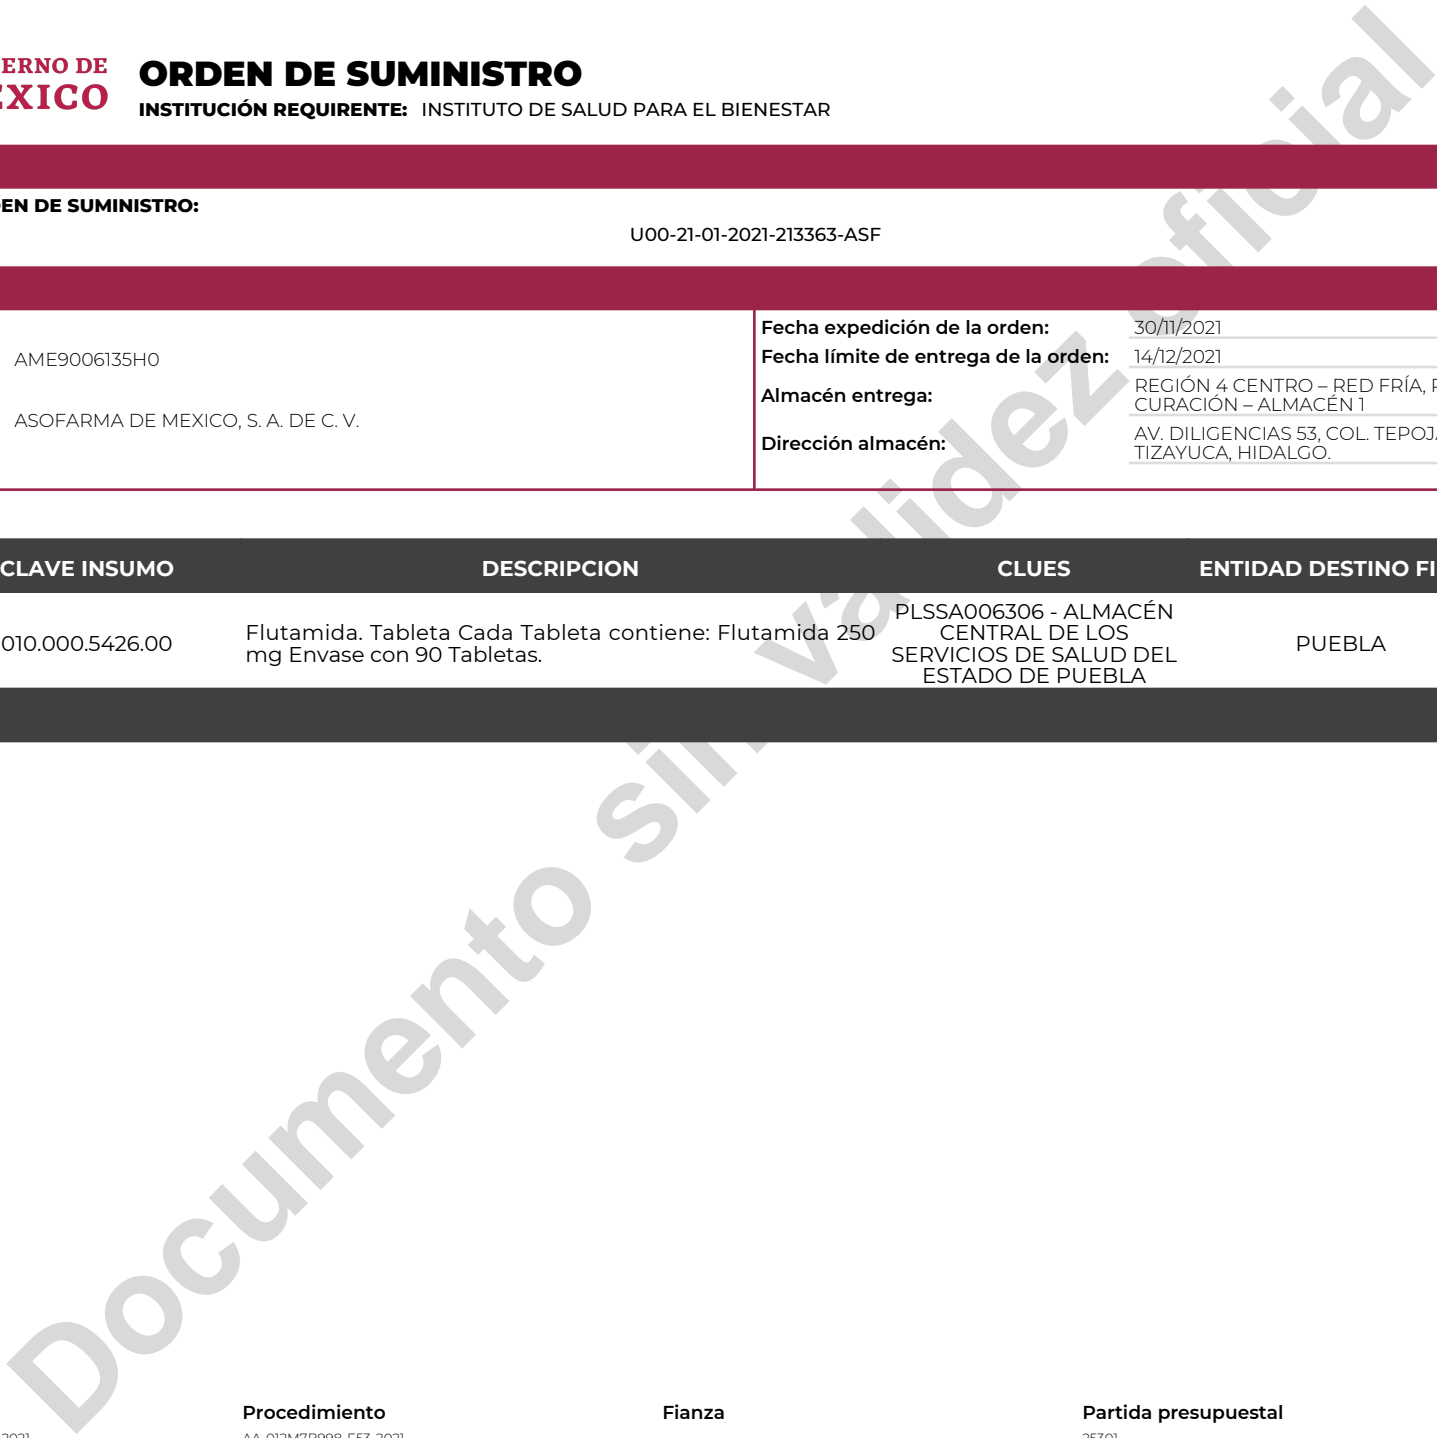 ERNO DE
ORDEN DE SUMINISTRO
XICO
INSTITUCIÓN REQUIRENTE: INSTITUTO DE SALUD PARA EL BIENESTAR
EN DE SUMINISTRO:
U00-21-01-2021-213363-ASF
Fecha expedición de la orden: 30/11/2021
AME9006135H0
Fecha límite de entrega de la orden: 14/12/2021
Almacén entrega: REGIÓN 4 CENTRO – RED FRÍA,
CURACIÓN – ALMACÉN 1
ASOFARMA DE MEXICO, S. A. DE C. V.
Dirección almacén: AV. DILIGENCIAS 53, COL. TEPOJ
TIZAYUCA, HIDALGO.
CLAVE INSUMO DESCRIPCION CLUES ENTIDAD DESTINO FI
010.000.5426.00
Flutamida. Tableta Cada Tableta contiene: Flutamida 250
mg Envase con 90 Tabletas.
PLSSA006306 - ALMACÉN
CENTRAL DE LOS
SERVICIOS DE SALUD DEL
ESTADO DE PUEBLA
PUEBLA
Documento sin validez oficial
Procedimiento Fianza Partida presupuestal